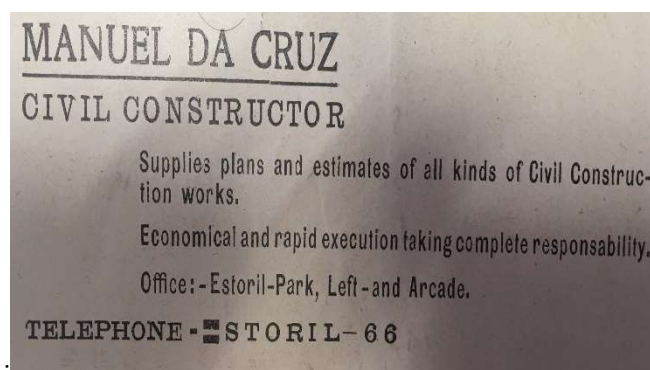 MANUEL DA CRUZ
CIVIL CONSTRUCTOR
Supplies plans and estimates of all kinds of Civil Construc-
tion works.
Economical and rapid execution taking complete responsability.
Office:-Estoril-Park, Left-and Arcade.
TELEPHONE-ESTORIL-66